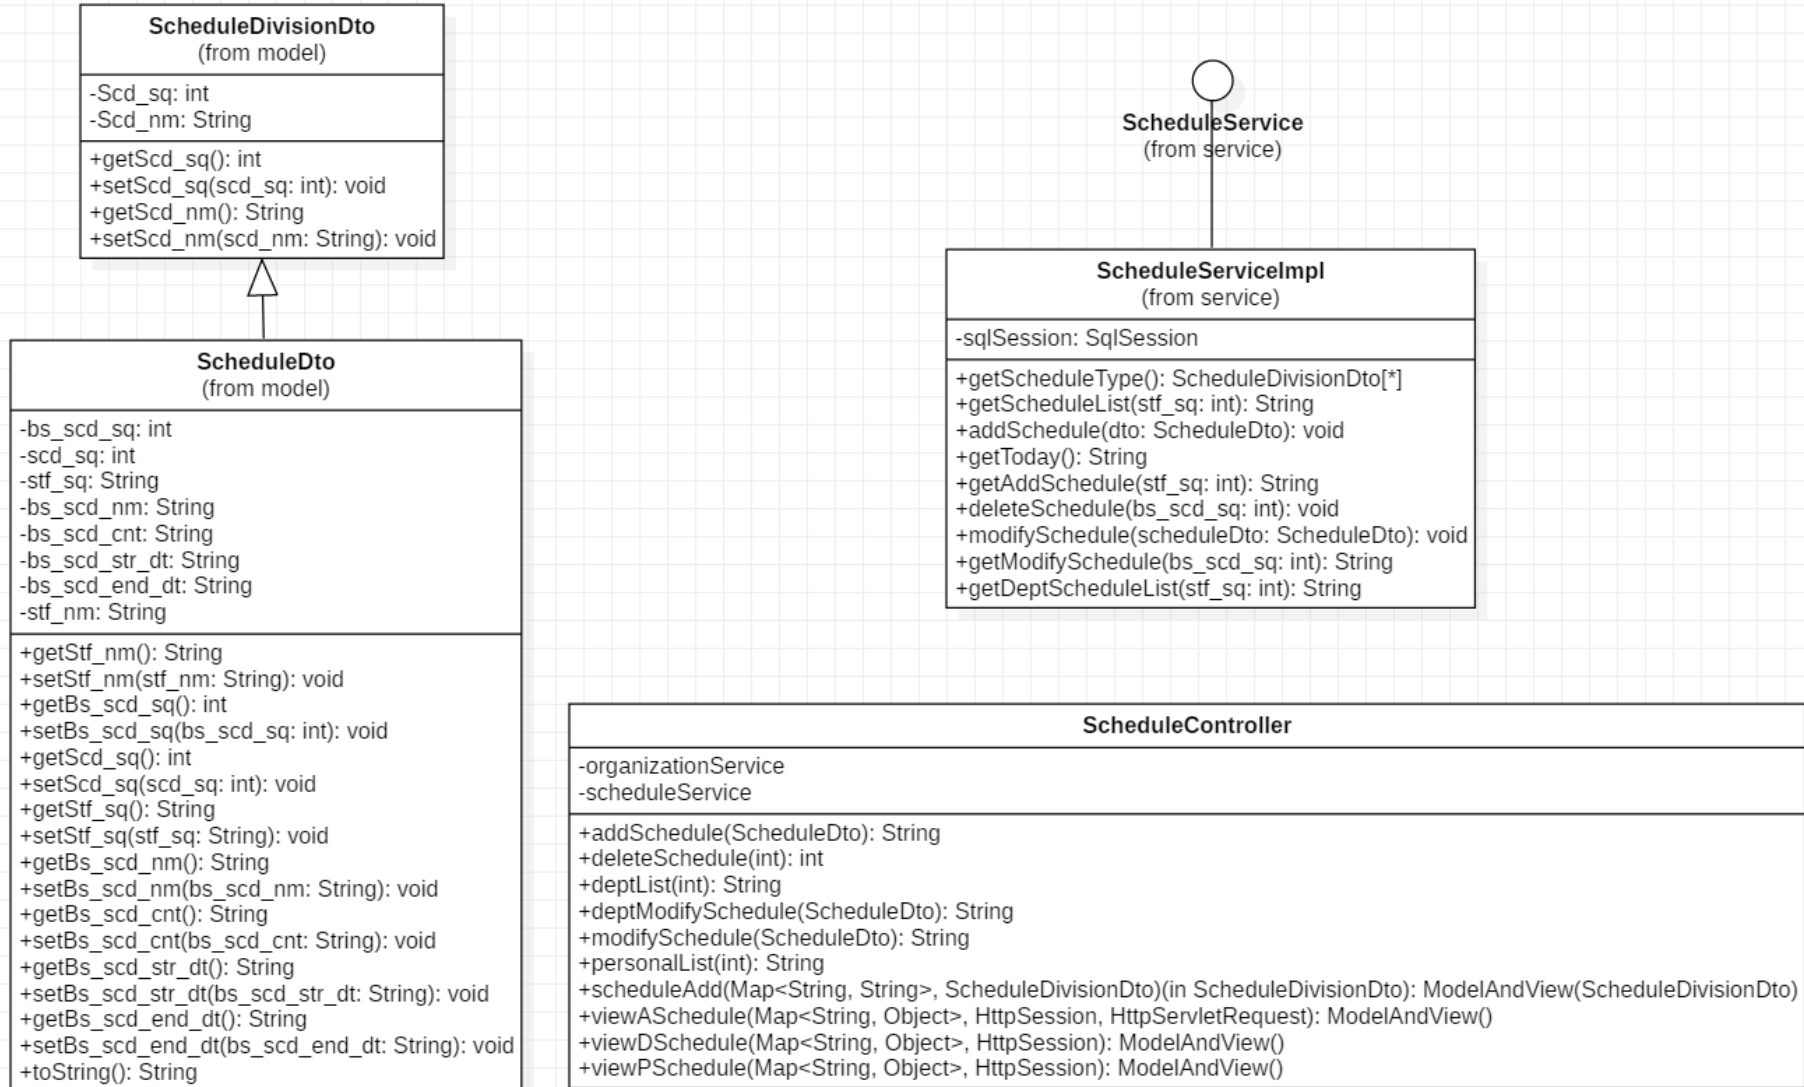 ScheduleDivisionDto
(from model)
-Scd_sq: int
-Scd_nm: String
+getScd_sq(): int
+setScd_sq(scd_sq: int): void
+getScd_nm(): String
+setScd_nm(scd_nm: String): void
ScheduleDto
(from model)
-bs_scd_sq: int
-scd_sq: int
-stf_sq: String
-bs_scd_nm: String
-bs_scd_cnt: String
-bs_scd_str_dt: String
-bs_scd_end_dt: String
-stf_nm: String
+getStf_nm(): String
+setStf_nm(stf_nm: String): void
+getBs_scd_sq(): int
+setBs_scd_sq(bs_scd_sq: int): void
+getScd_sq(): int
+setScd_sq(scd_sq: int): void
+getStf_sq(): String
+setStf_sq(stf_sq: String): void
+getBs_scd_nm(): String
+setBs_scd_nm(bs_scd_nm: String): void
+getBs_scd_cnt(): String
+setBs_scd_cnt(bs_scd_cnt: String): void
+getBs_scd_str_dt(): String
+setBs_scd_str_dt(bs_scd_str_dt: String): void
+getBs_scd_end_dt(): String
+setBs_scd_end_dt(bs_scd_end_dt: String): void
+toString(): String
ScheduleService
(from service)
ScheduleServiceImpl
(from service)
-sqlSession: SqlSession
+getScheduleType(): ScheduleDivisionDto[*]
+getScheduleList(stf_sq: int): String
+addSchedule(dto: ScheduleDto): void
+getToday(): String
+getAddSchedule(stf_sq: int): String
+deleteSchedule(bs_scd_sq: int): void
+modifySchedule(scheduleDto: ScheduleDto): void
+getModifySchedule(bs_scd_sq: int): String
+getDeptScheduleList(stf_sq: int): String
ScheduleController
-organizationService
-scheduleService
+addSchedule(ScheduleDto): String
+deleteSchedule(int): int
+deptList(int): String
+deptModifySchedule(ScheduleDto): String
+modifySchedule(ScheduleDto): String
+personalList(int): String
+scheduleAdd(Map<String, String>, ScheduleDivisionDto)(in ScheduleDivisionDto): ModelAndView(ScheduleDivisionDto)
+viewASchedule(Map<String, Object>, HttpSession, HttpServletRequest): ModelAndView()
+viewDSchedule(Map<String, Object>, HttpSession): ModelAndView()
+viewPSchedule(Map<String, Object>, HttpSession): ModelAndView()